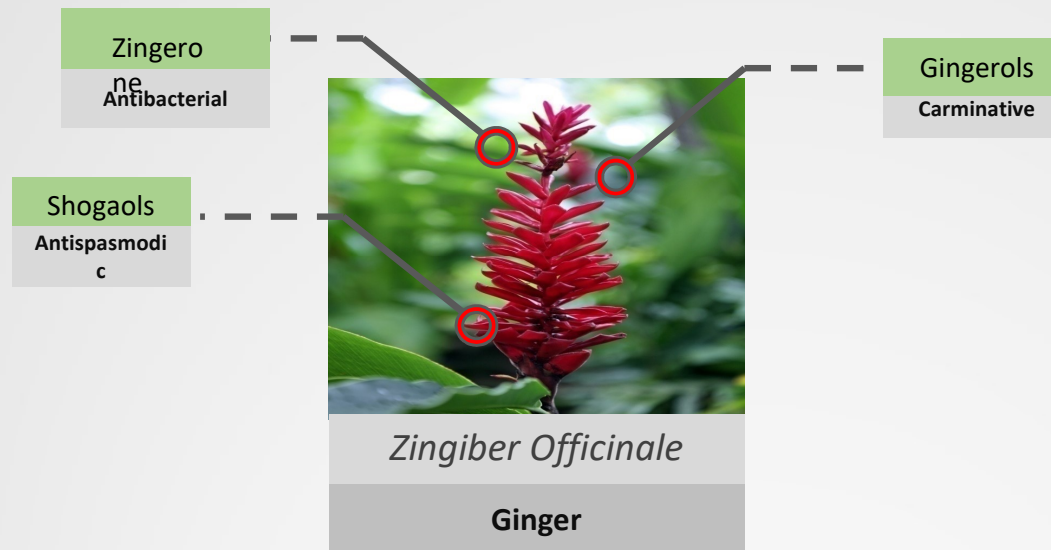 Zingero
ne
Antibacterial
Gingerols
Carminative
Shogaols
Antispasmodi
c
Zingiber Officinale
Ginger